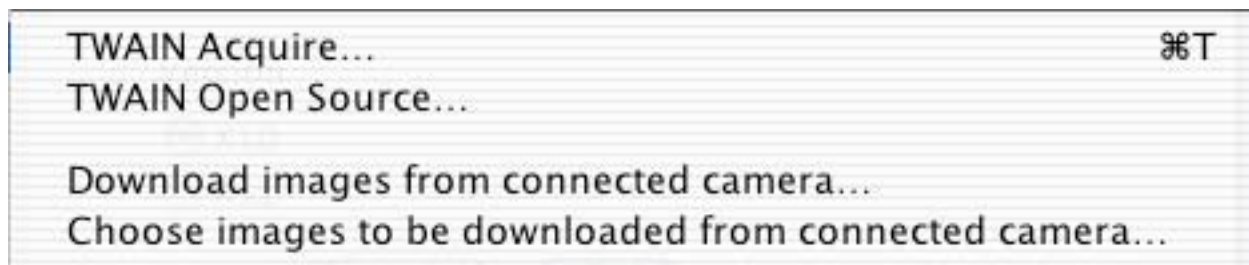 TWAIN Acquire... ⌘T
TWAIN Open Source...
Download images from connected camera...
Choose images to be downloaded from connected camera...